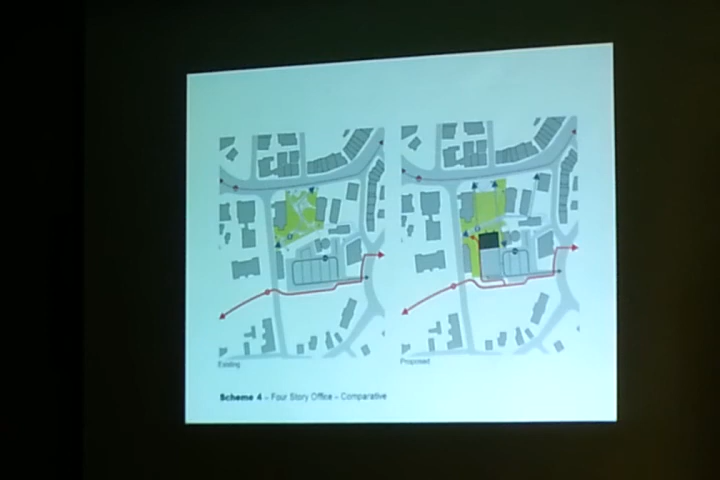 Existing
Proposed
Scheme 4 – Four Story Office – Comparative